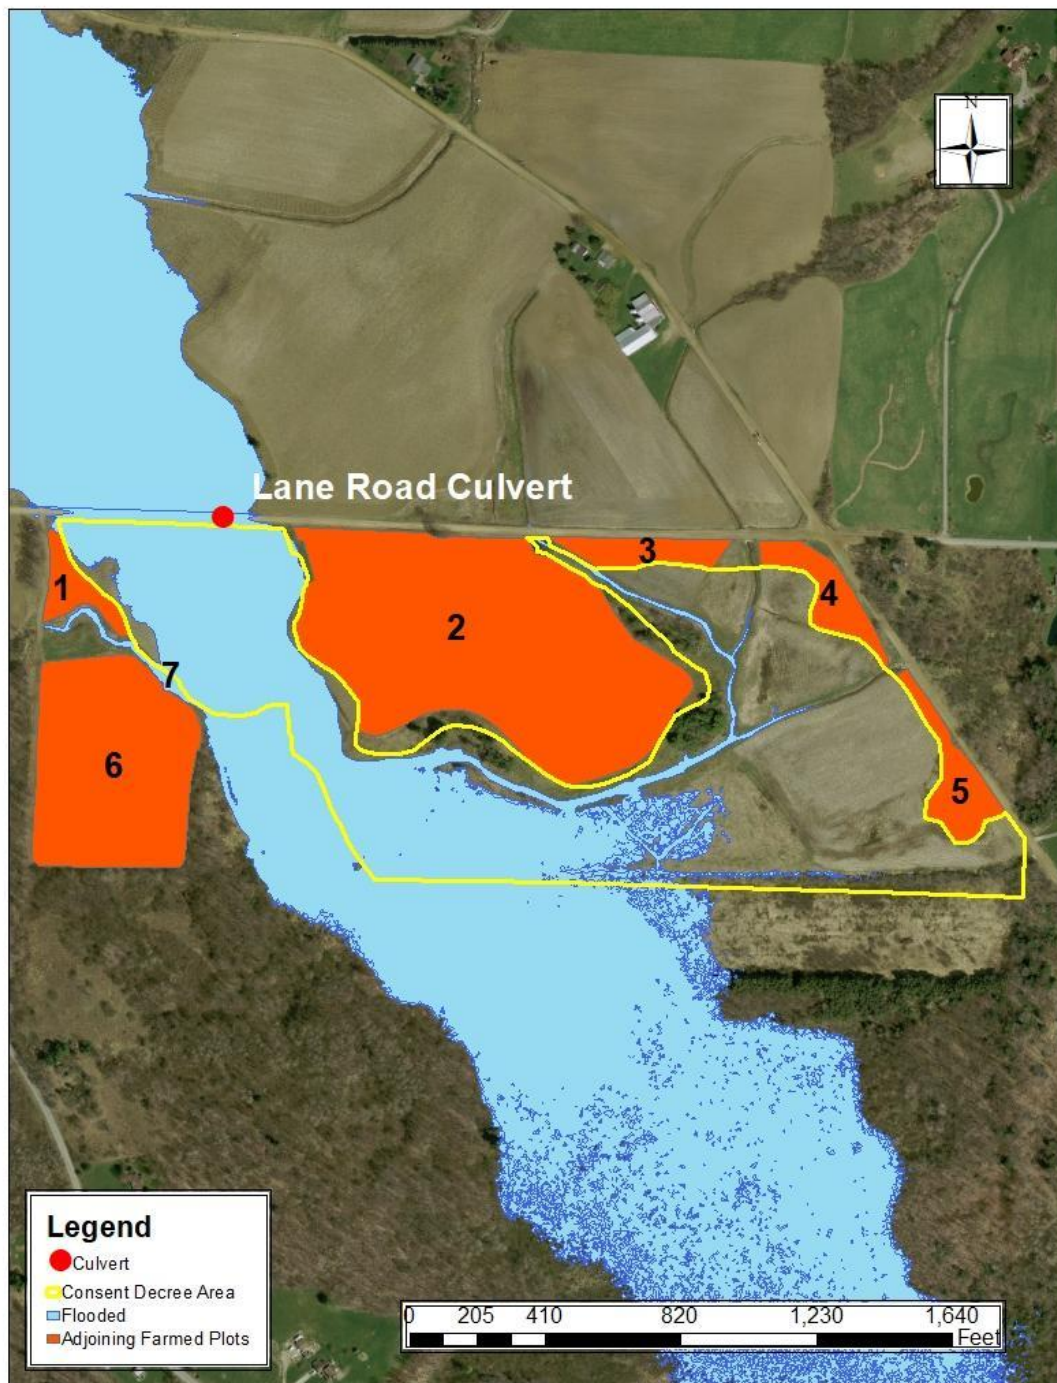 N
Lane Road Culvert
1
2
3
4
5
6
7
Legend
Culvert
Consent Decree Area
Flooded
Adjoining Farmed Plots
0 205 410 820 1,230 1,640
Feet